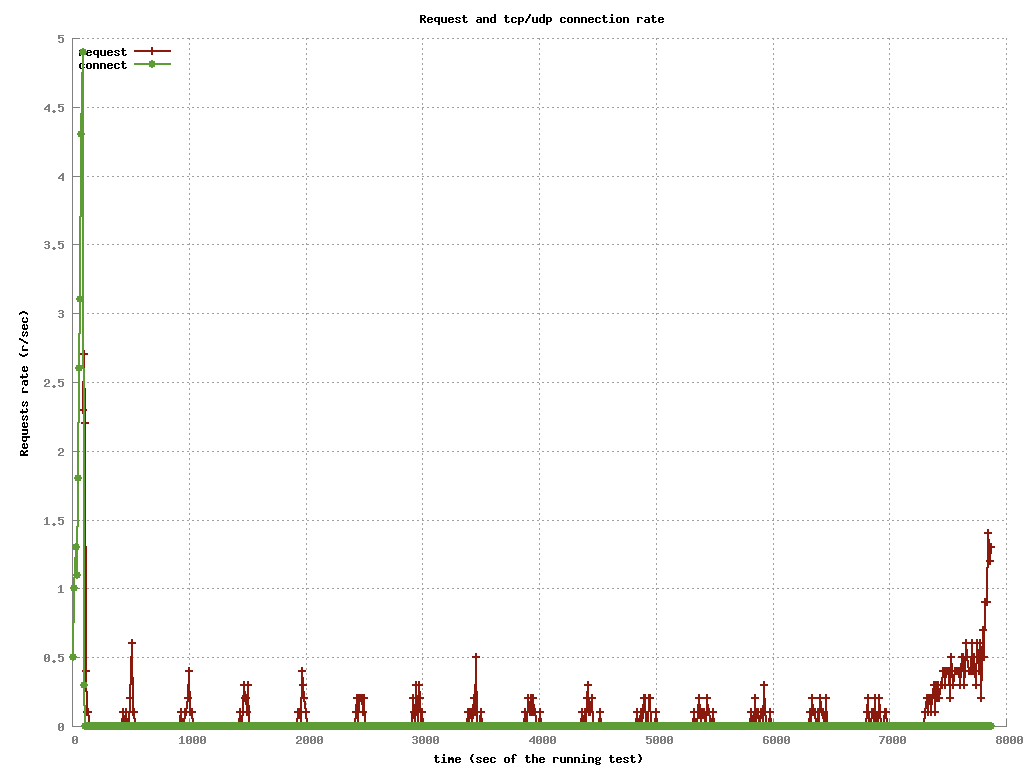 Request and tcp/udp connection rate
request
connect
5
4.5
4
3.5
3
2.5
2
1.5
1
0.5
0
Requests rate (r/sec)
0 1000 2000 3000 4000 5000 6000 7000 8000
time (sec of the running test)